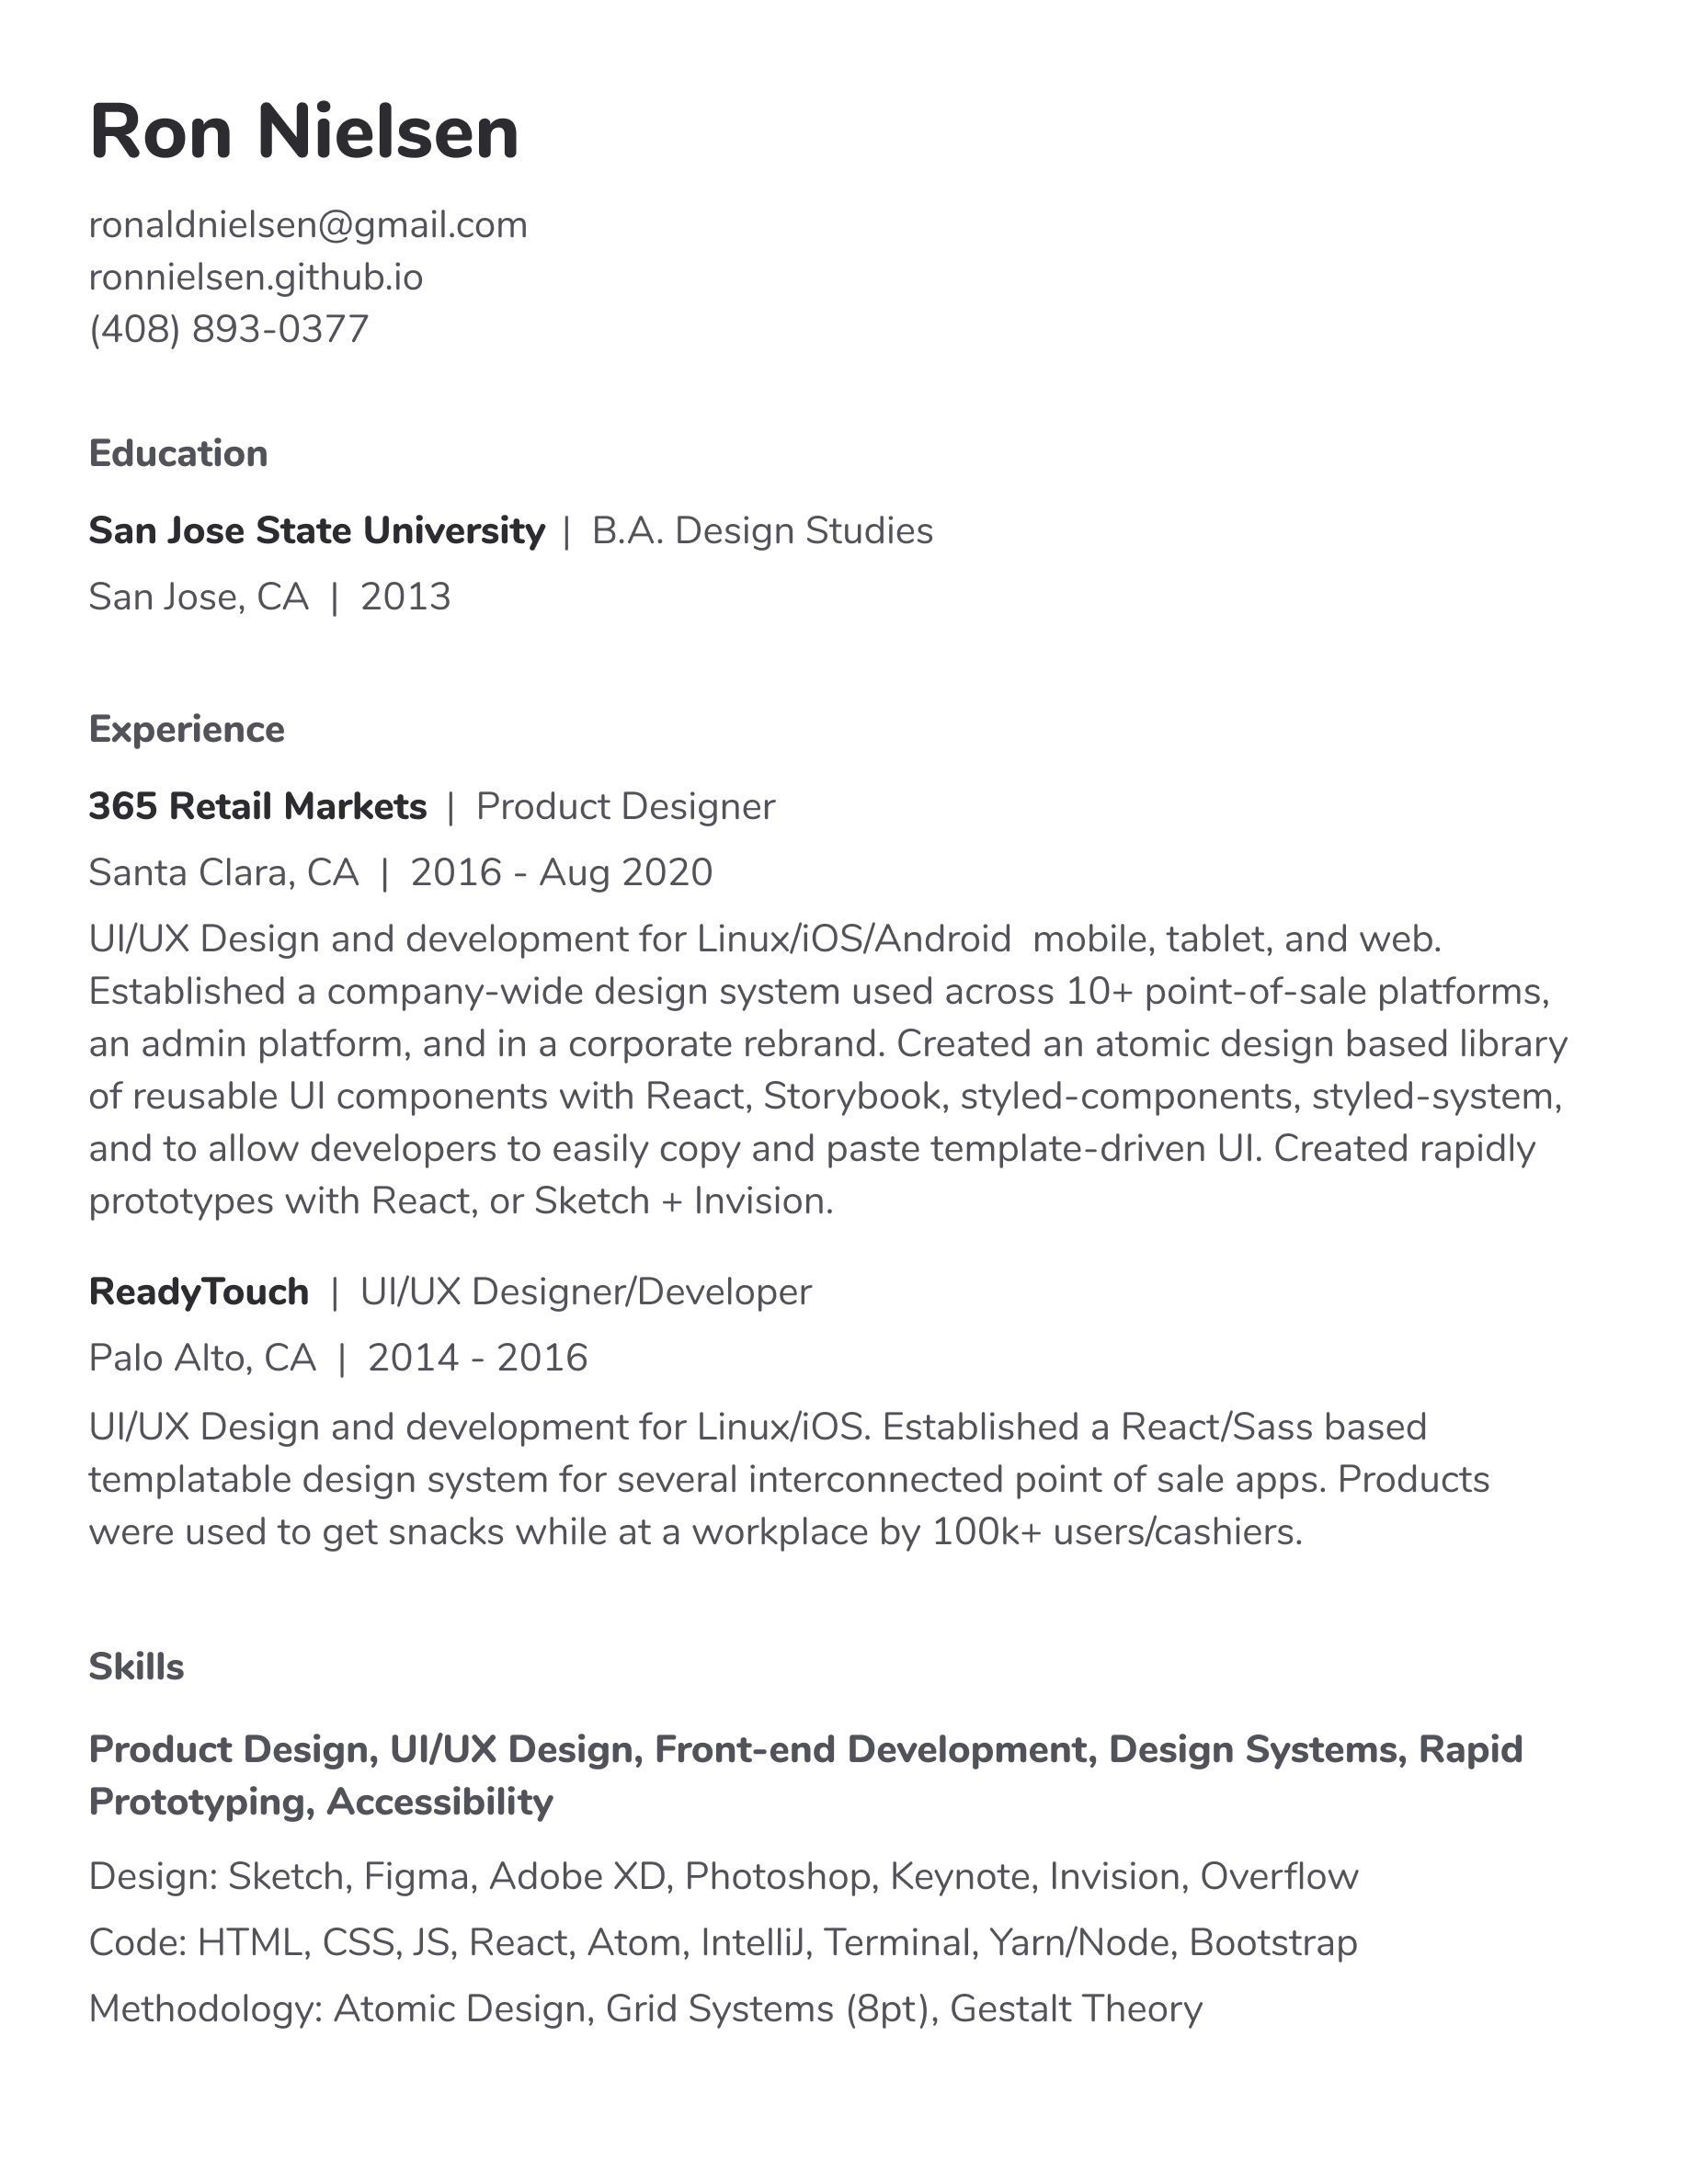 Ron Nielsen
ronaldnielsen@gmail.com
ronnielsen.github.io
(408) 893-0377
Education
San Jose State University | B.A. Design Studies
San Jose, CA | 2013
Experience
365 Retail Markets | Product Designer
Santa Clara, CA | 2016 - Aug 2020
UI/UX Design and development for Linux/iOS/Android  mobile, tablet, and web.
Established a company-wide design system used across 10+ point-of-sale platforms,
an admin platform, and in a corporate rebrand. Created an atomic design based library
of reusable UI components with React, Storybook, styled-components, styled-system,
and to allow developers to easily copy and paste template-driven UI. Created rapidly
prototypes with React, or Sketch + Invision.
ReadyTouch | UI/UX Designer/Developer
Palo Alto, CA | 2014 - 2016
UI/UX Design and development for Linux/iOS. Established a React/Sass based
templatable design system for several interconnected point of sale apps. Products
were used to get snacks while at a workplace by 100k+ users/cashiers.
Skills
Product Design, UI/UX Design, Front-end Development, Design Systems, Rapid
Prototyping, Accessibility
Design: Sketch, Figma, Adobe XD, Photoshop, Keynote, Invision, Overflow
Code: HTML, CSS, JS, React, Atom, IntelliJ, Terminal, Yarn/Node, Bootstrap
Methodology: Atomic Design, Grid Systems (8pt), Gestalt Theory